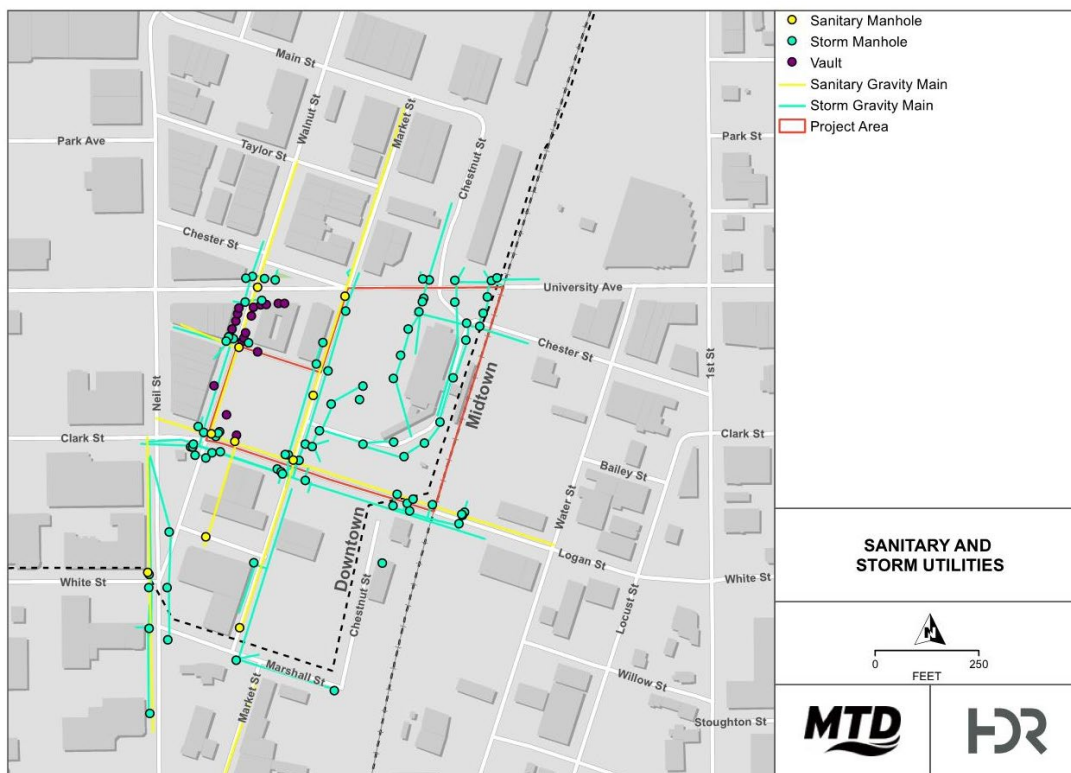 Sanitary Manhole
Storm Manhole
Vault
Sanitary Gravity Main
Storm Gravity Main
Project Area
Main St
Walnut St
Market St
Park Ave
Taylor St
Chestnut St
Park St
Chester St
University Ave
Chester St
1st St
Neil St
Midtown
Clark St
Clark St
Bailey St
Water St
Downtown
Logan St
White St
White St
Chestnut St
Locust St
Marshall St
Market St
Willow St
Stoughton St
SANITARY AND
STORM UTILITIES
N
0 250
FEET
MTD
HDR